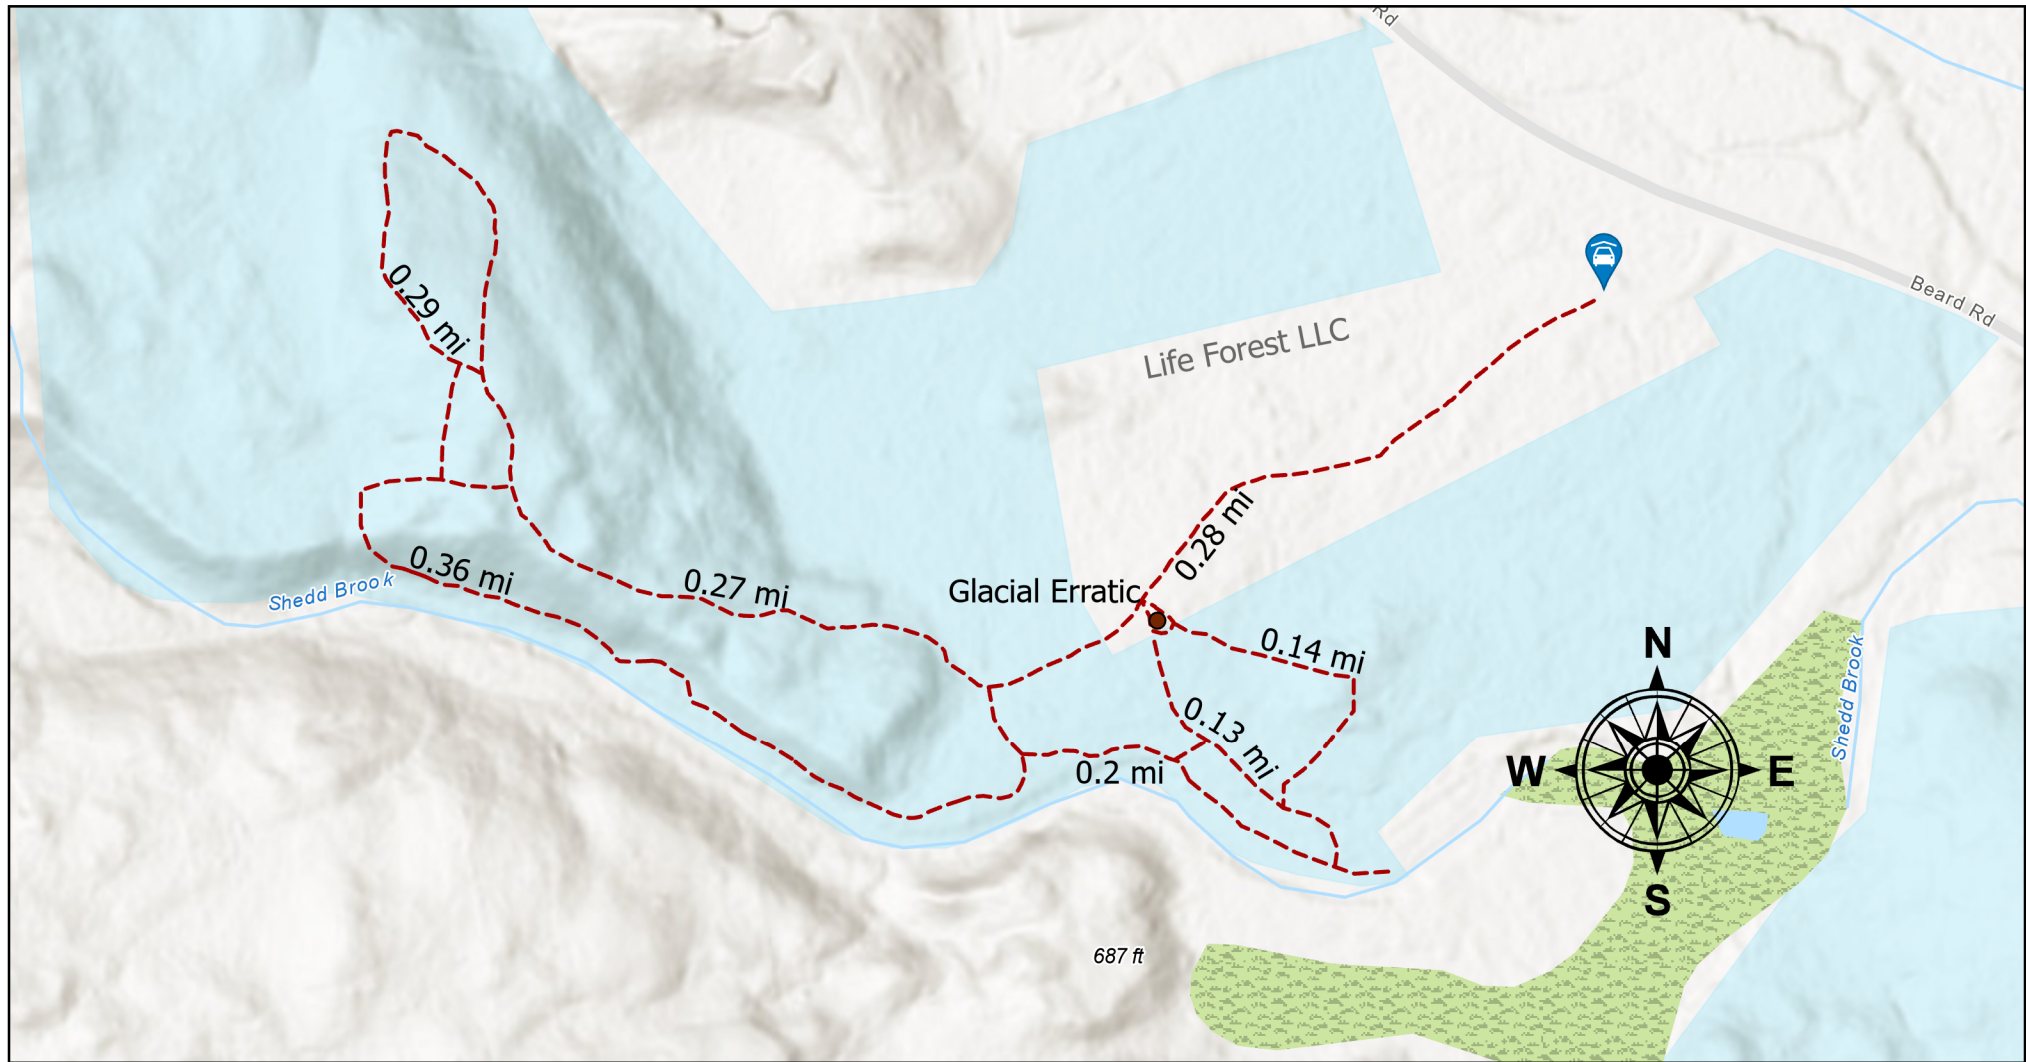 Rd
Beard Rd
Life Forest LLC
0.29 mi
0.28 mi
0.36 mi
Shedd Brook
0.27 mi
Glacial Erratic
0.14 mi
0.13 mi
0.2 mi
N
W
E
S
Shedd Brook
687 ft